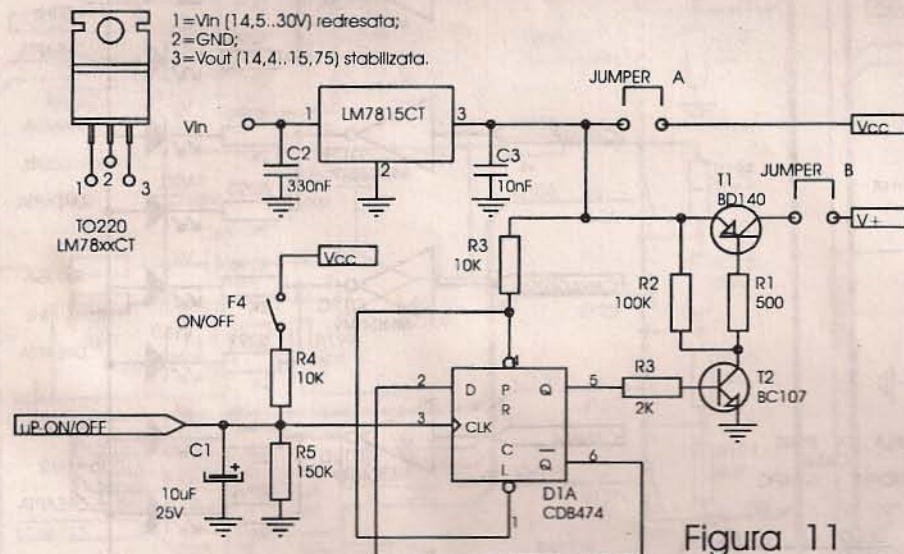 1=Vin (14,5..30V) redresata;
2=GND;
3=Vout (14,4..15,75) stabilizata.
1 2 3
TO220
LM78xxCT
Vin
1
LM7815CT
3
2
C2
330nF
C3
10nF
JUMPER A
Vcc
JUMPER B
V+
T1
BD140
R3
10K
R2
100K
R1
500
Vcc
F4
ON/OFF
R4
10K
4
2
D
P
R
Q
5
R3
2K
T2
BC107
uP ON/OFF
3
CLK
C1
10uF
25V
R5
150K
C
L
Q
6
1
D1A
CD8474
Figura 11